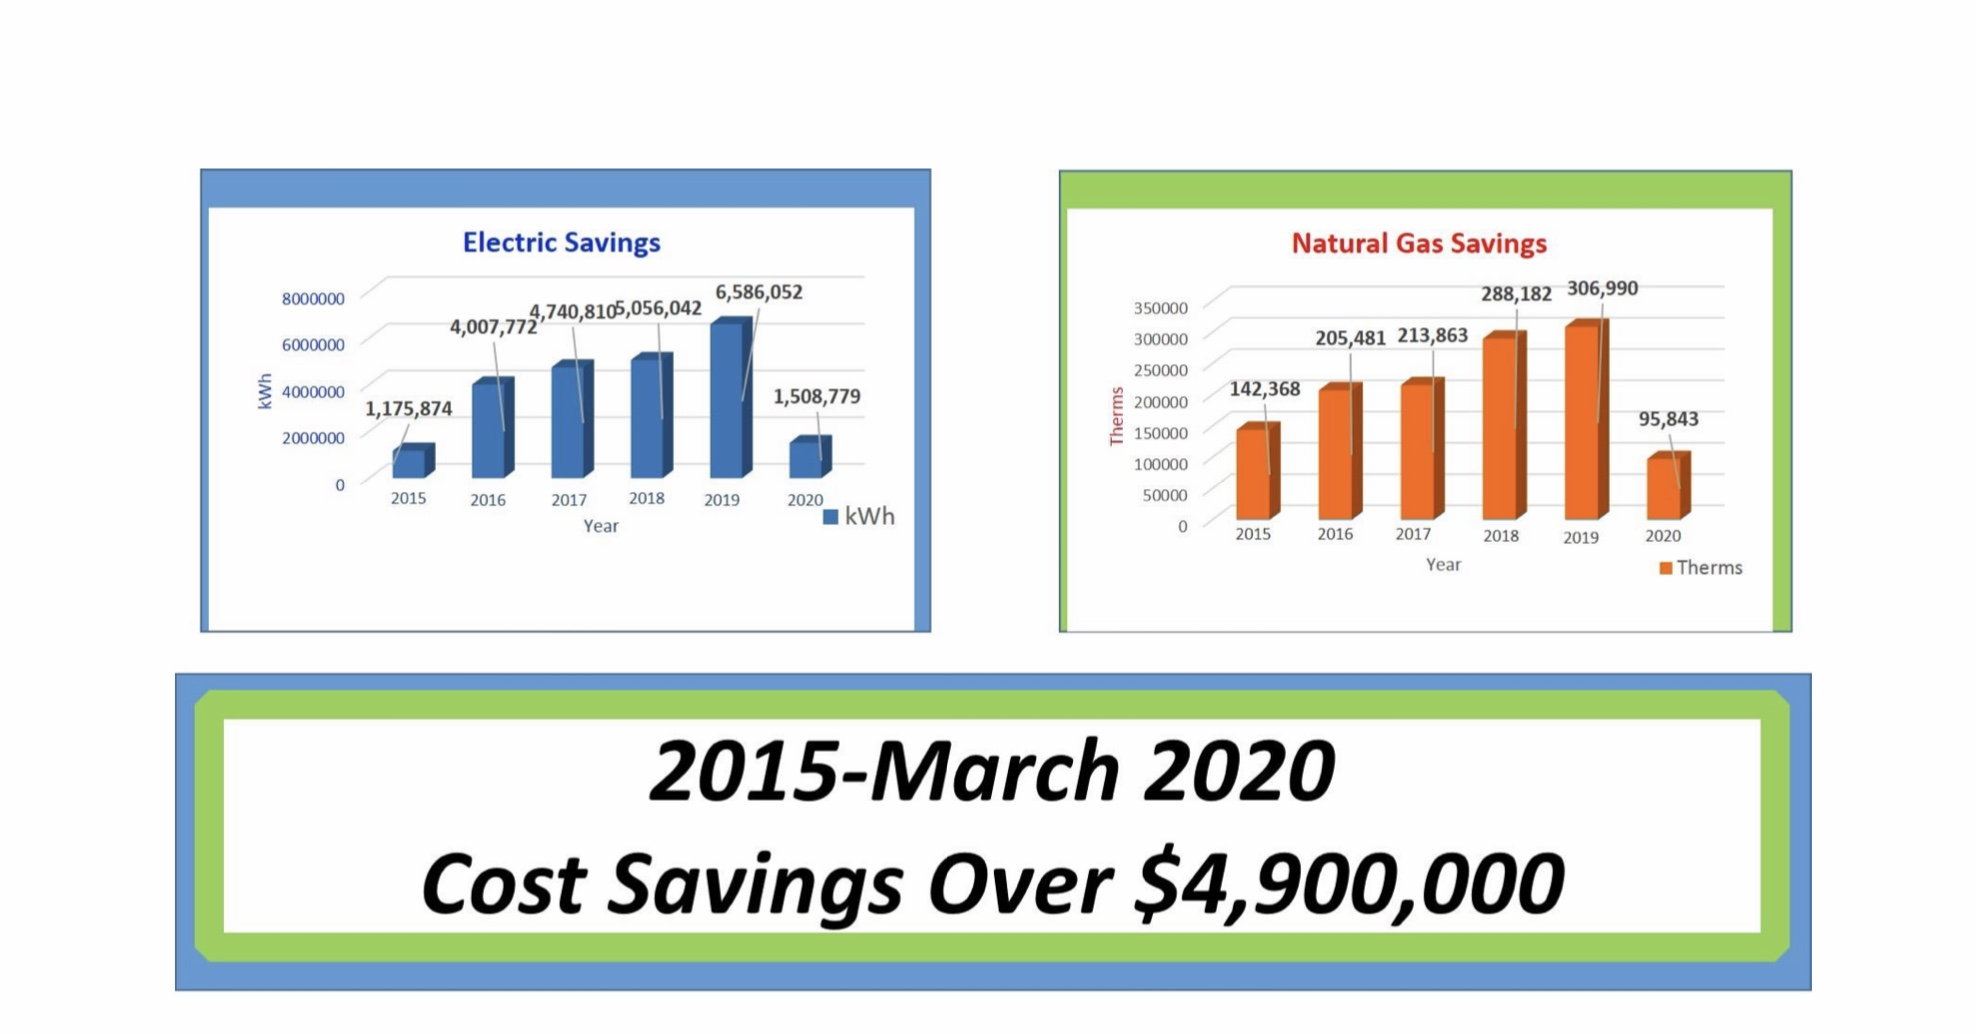 Electric Savings
8000000
6000000
4000000
2000000
0
kWh
1,175,874
4,007,772
4,740,810
5,056,042
6,586,052
1,508,779
2015 2016 2017 2018 2019 2020
Year
kWh
Natural Gas Savings
350000
300000
250000
200000
150000
100000
50000
0
Therms
142,368
205,481
213,863
288,182
306,990
95,843
2015 2016 2017 2018 2019 2020
Year
Therms
2015-March 2020
Cost Savings Over $4,900,000